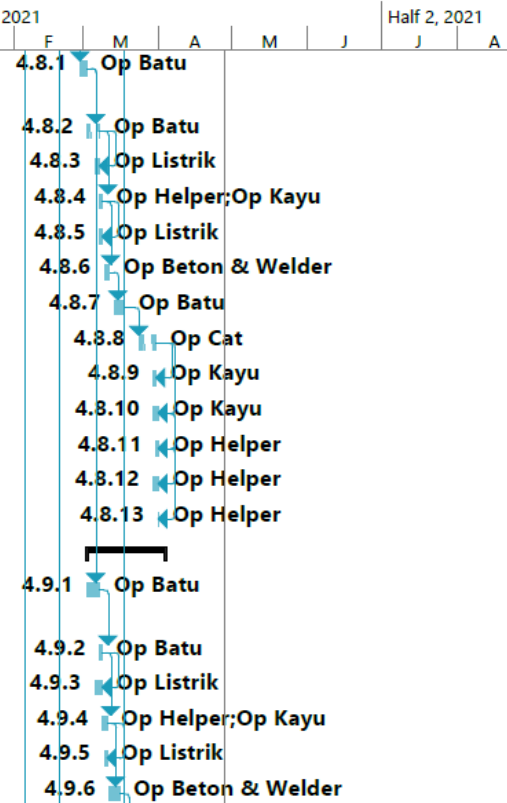 2021
Half 2, 2021
F M A M J J A
4.8.1 Op Batu
4.8.2 Op Batu
4.8.3 Op Listrik
4.8.4 Op Helper;Op Kayu
4.8.5 Op Listrik
4.8.6 Op Beton & Welder
4.8.7 Op Batu
4.8.8 Op Cat
4.8.9 Op Kayu
4.8.10 Op Kayu
4.8.11 Op Helper
4.8.12 Op Helper
4.8.13 Op Helper
4.9.1 Op Batu
4.9.2 Op Batu
4.9.3 Op Listrik
4.9.4 Op Helper;Op Kayu
4.9.5 Op Listrik
4.9.6 Op Beton & Welder